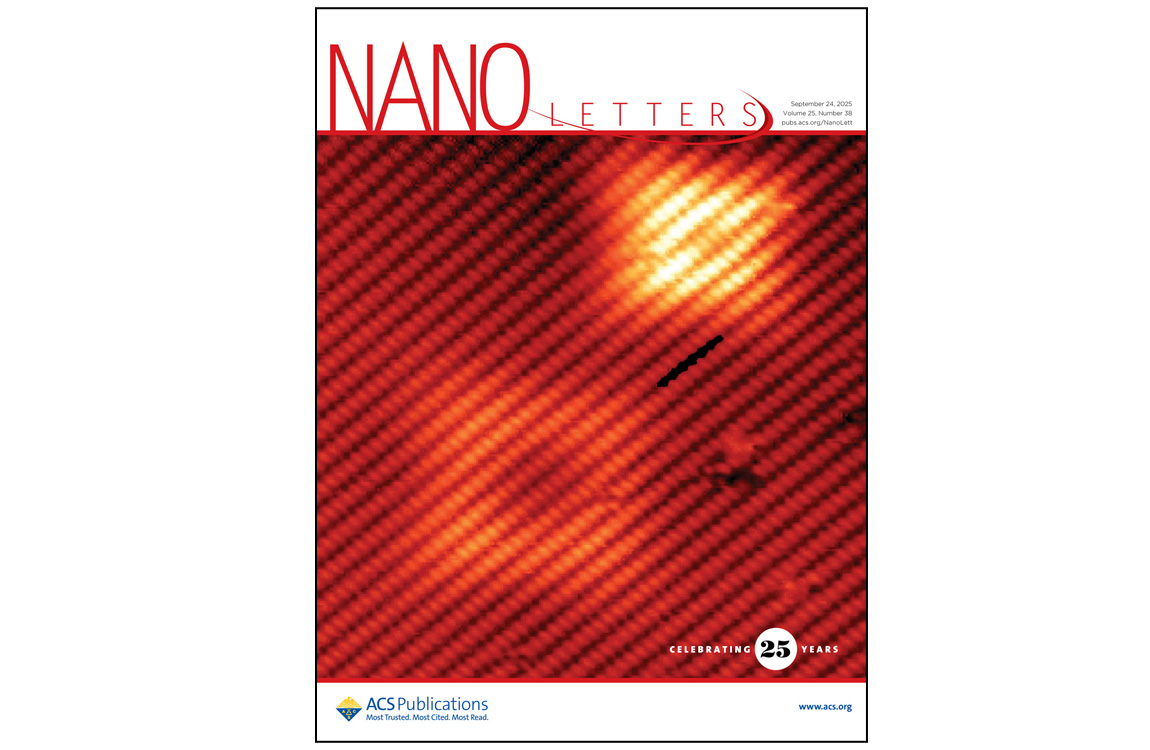 NANO LETTERS
September 24, 2025
Volume 25, Number 38
pubs.acs.org/NanoLett
CELEBRATING 25 YEARS
ACS Publications
Most Trusted. Most Cited. Most Read.
www.acs.org